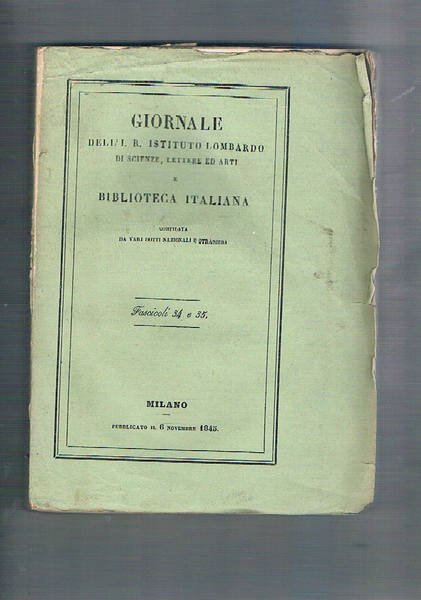 GIORNALE
DELL' I. R. ISTITUTO LOMBARDO
DI SCIENZE, LETTERE ED ARTI
E
BIBLIOTECA ITALIANA
COMPILATA
DA VARI DOTTI NAZIONALI E STRANIERI
Fascicoli 34 e 35.
MILANO
PUBBLICATO IL 6 NOVEMBRE 1845.